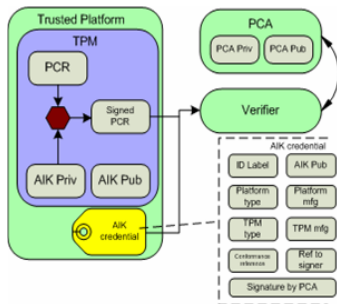 Trusted Platform
TPM
PCR
Signed
PCR
AIK Priv
AIK Pub
AIK
credential
PCA
PCA Priv
PCA Pub
Verifier
AIK credential
ID Label
AIK Pub
Platform
type
Platform
mfg
TPM
type
TPM mfg
Conformance
reference
Ref to
signer
Signature by PCA